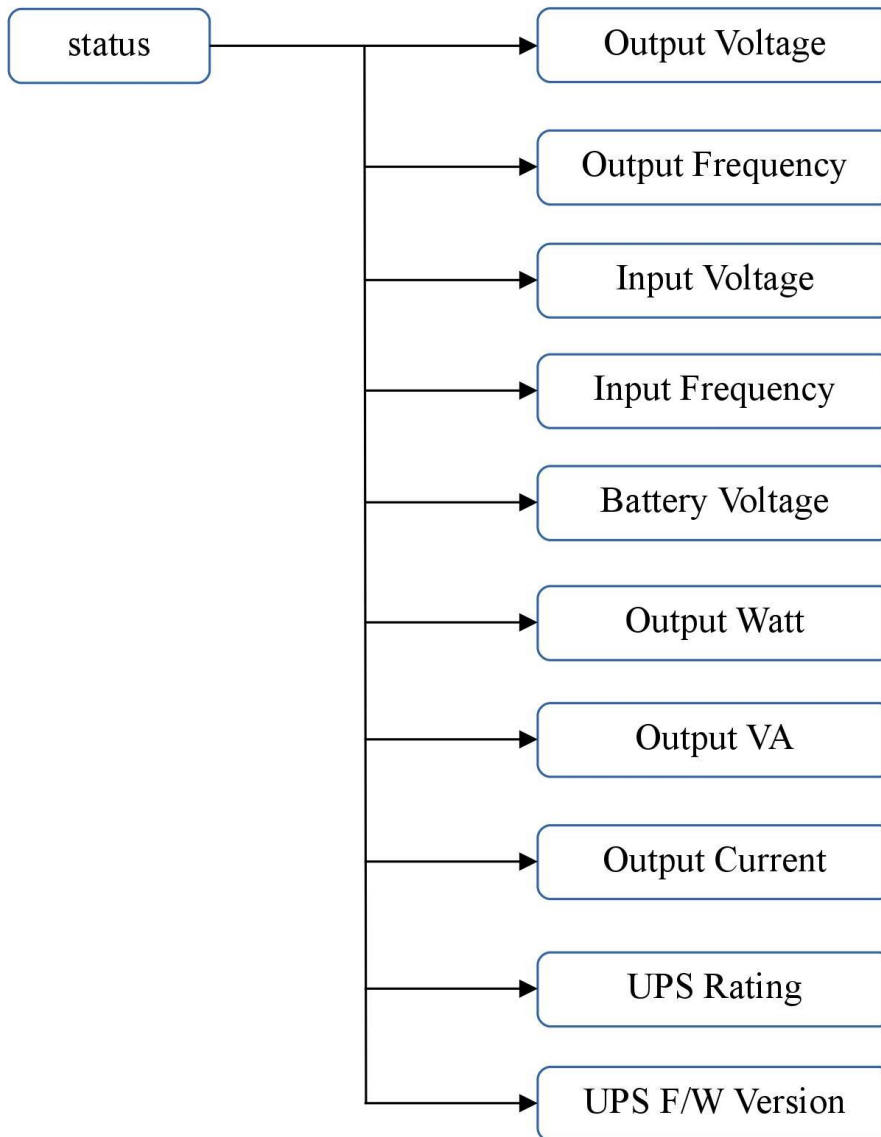 status
Output Voltage
Output Frequency
Input Voltage
Input Frequency
Battery Voltage
Output Watt
Output VA
Output Current
UPS Rating
UPS F/W Version